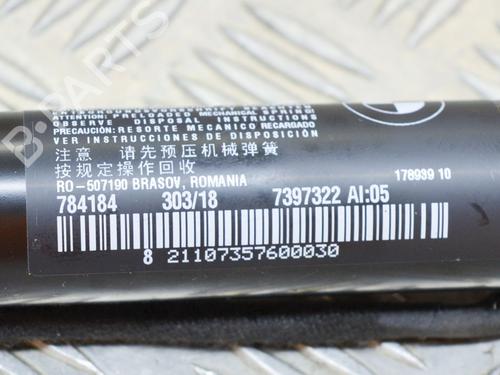 ATTENTION: PRELOADED MECHANICAL SPRING!
OBSERVE DISPOSAL INSTRUCTIONS
PRECAUCIÓN: RESORTE MECANICO RECARGADO
VER INSTRUCCIONES DE DISPOSICIÓN
注意 请先预压机械弹簧
按规定操作回收
RO-507190 BRASOV, ROMANIA
178939 10
784184 303/18 7397322 AI:05
8 21107357600030
B-PARTS